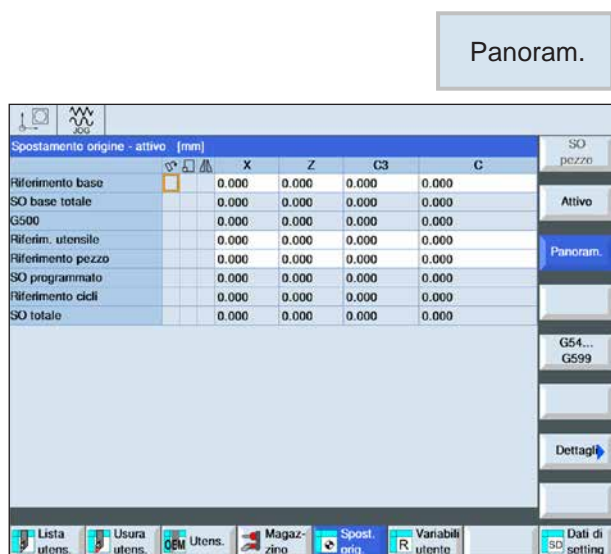 Panoram.
JOG
Spostamento origine - attivo [mm]
X Z C3 C
Riferimento base 0.000 0.000 0.000 0.000
SO base totale 0.000 0.000 0.000 0.000
G500 0.000 0.000 0.000 0.000
Riferim. utensile 0.000 0.000 0.000 0.000
Riferimento pezzo 0.000 0.000 0.000 0.000
SO programmato 0.000 0.000 0.000 0.000
Riferimento cicli 0.000 0.000 0.000 0.000
SO totale 0.000 0.000 0.000 0.000
SO
pezzo
Attivo
Panoram.
G54...
G599
Dettagli
Lista
utens.
Usura
utens.
OEM Utens.
Magaz-
zino
Spost.
orig.
R Variabili
utente
SD Dati di
setting